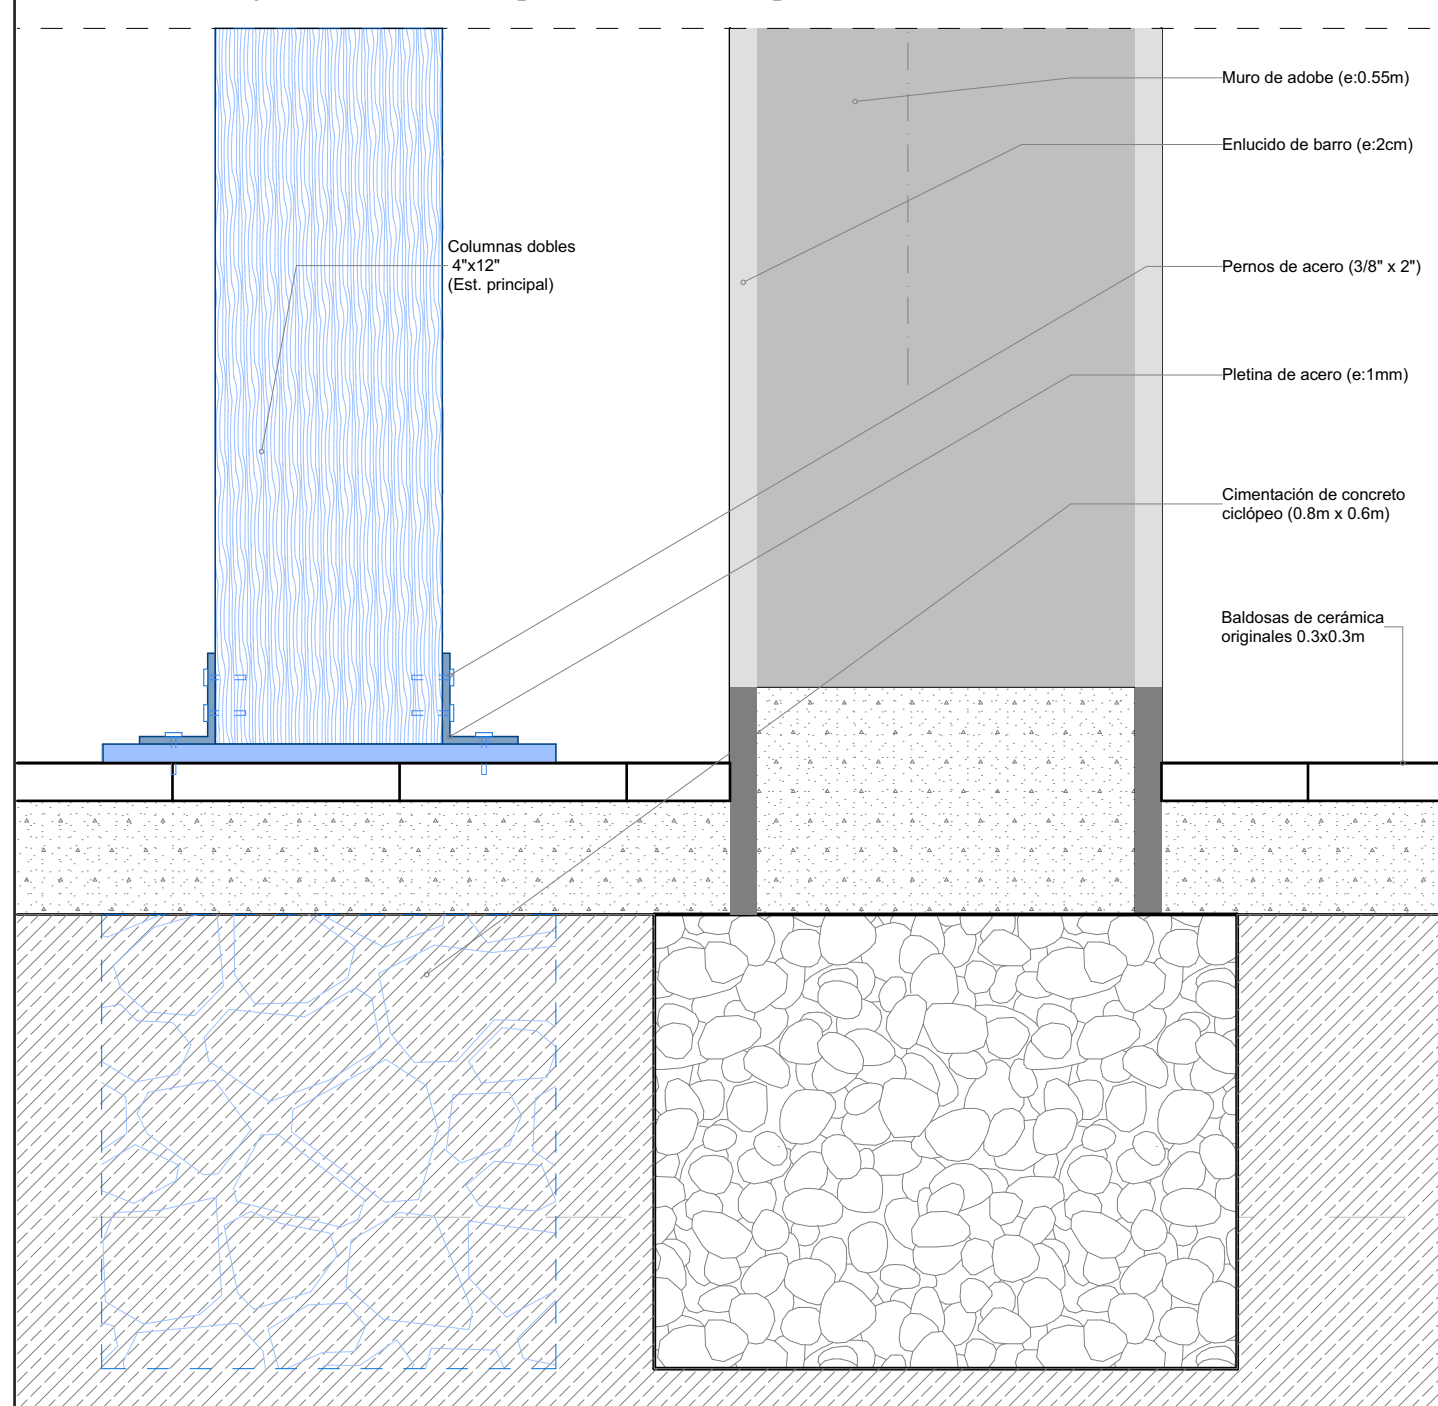 Muro de adobe (e:0.55m)
Enlucido de barro (e:2cm)
Columnas dobles
4"x12"
(Est. principal)
Pernos de acero (3/8" x 2")
Pletina de acero (e:1mm)
Cimentación de concreto
ciclópeo (0.8m x 0.6m)
Baldosas de cerámica
originales 0.3x0.3m